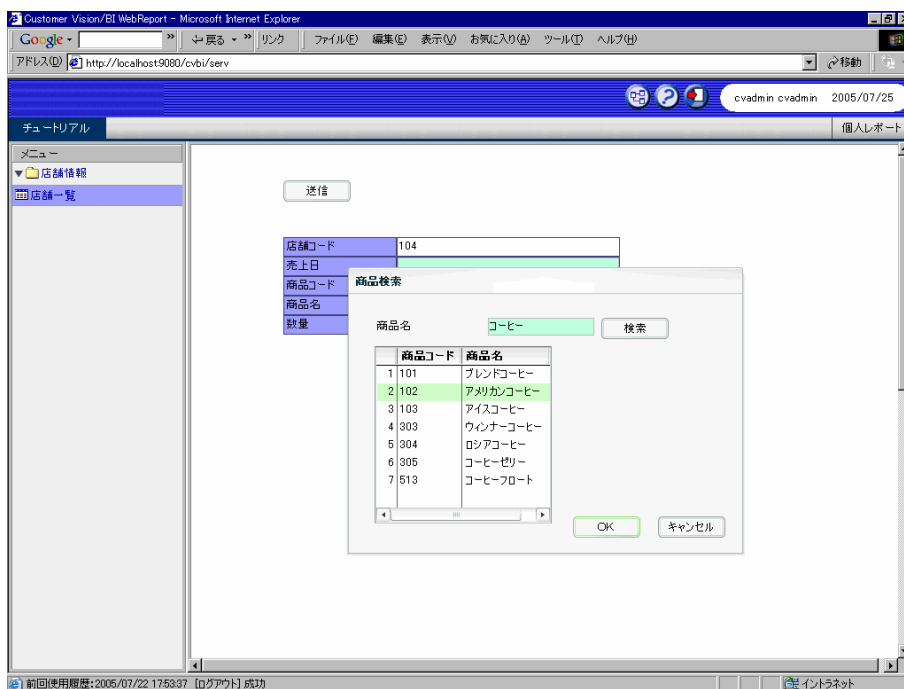 Customer Vision/BI WebReport - Microsoft Internet Explorer
Google » 戻る » リンク ファイル(F) 編集(E) 表示(V) お気に入り(A) ツール(T) ヘルプ(H)
アドレス(D) http://localhost:9080/cvbi/serv 移動
cvadmin cvadmin 2005/07/25
チュートリアル 個人レポート
メニュー
店舗情報
店舗一覧
送信
店舗コード 104
売上日
商品コード
商品名
数量
商品検索
商品名 コーヒー 検索
商品コード 商品名
1 101 ブレンドコーヒー
2 102 アメリカンコーヒー
3 103 アイスコーヒー
4 303 ウィンナーコーヒー
5 304 ロシアコーヒー
6 305 コーヒーゼリー
7 513 コーヒーフロート
OK キャンセル
前回使用履歴:2005/07/22 17:53:37 [ログアウト] 成功 イントラネット